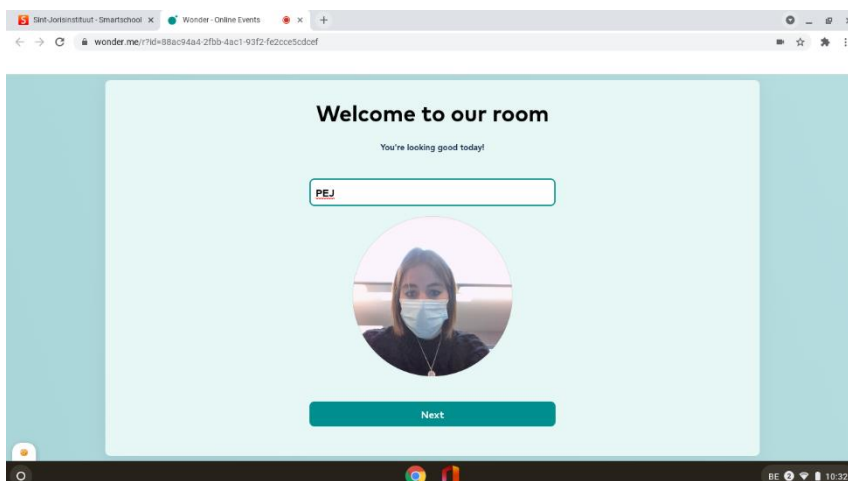 Sint-Jorisinstituut - Smartschool
Wonder - Online Events
wonder.me/r?id=88ac94a4-2fbb-4ac1-93f2-fe2cce5cdcef
Welcome to our room
You're looking good today!
PEJ
Next
BE 2 10:32